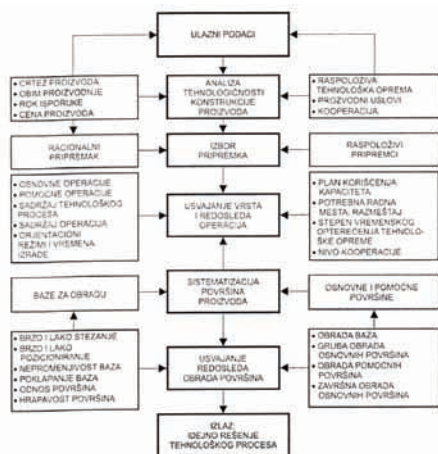 ULAZNI PODACI
• CRTEŽ PROIZVODA
• OBIM PROIZVODNJE
• ROK ISPORUKE
• CENA PROIZVODA
ANALIZA
TEHNOLOGIČNOSTI
KONSTRUKCIJE
PROIZVODA
• RASPOLOŽIVA
TEHNOLOŠKA OPREMA
• PROIZVODNI USLOVI
• KOOPERACIJA
RACIONALNI
PRIPREMAK
IZBOR
PRIPREMKA
RASPOLOŽIVI
PRIPREMCI
• OSNOVNE OPERACIJE
• POMOĆNE OPERACIJE
• SADRŽAJ TEHNOLOŠKOG
PROCESA
• SADRŽAJ OPERACIJA
• ORIJENTACIONI
REŽIMI I VREMENA
IZRADE
USVAJANJE VRSTA I
REDOSLEDA
OPERACIJA
• PLAN KORIŠĆENJA
KAPACITETA
• POTREBNA RADNA
MESTA, RAZMEŠTAJ
• STEPEN VREMENSKOG
OPTEREĆENJA TEHNOLO-
ŠKE OPREME
• NIVO KOOPERACIJE
BAZE ZA OBRADU
SISTEMATIZACIJA
POVRŠINA
PROIZVODA
OSNOVNE I POMOĆNE
POVRŠINE
• BRZO I LAKO STEZANJE
• BRZO I LAKO
POZICIONIRANJE
• NEPROMENJIVOST BAZA
• POKLAPANJE BAZA
• ODNOS POVRŠINA
• HRAPAVOST POVRŠINA
USVAJANJE
REDOSLEDA
OBRADA POVRŠINA
• OBRADA BAZA
• GRUBA OBRADA
OSNOVNIH POVRŠINA
• OBRADA POMOĆNIH
POVRŠINA
• ZAVRŠNA OBRADA
OSNOVNIH POVRŠINA
IZLAZ:
IDEJNO REŠENJE
TEHNOLOŠKOG PROCESA